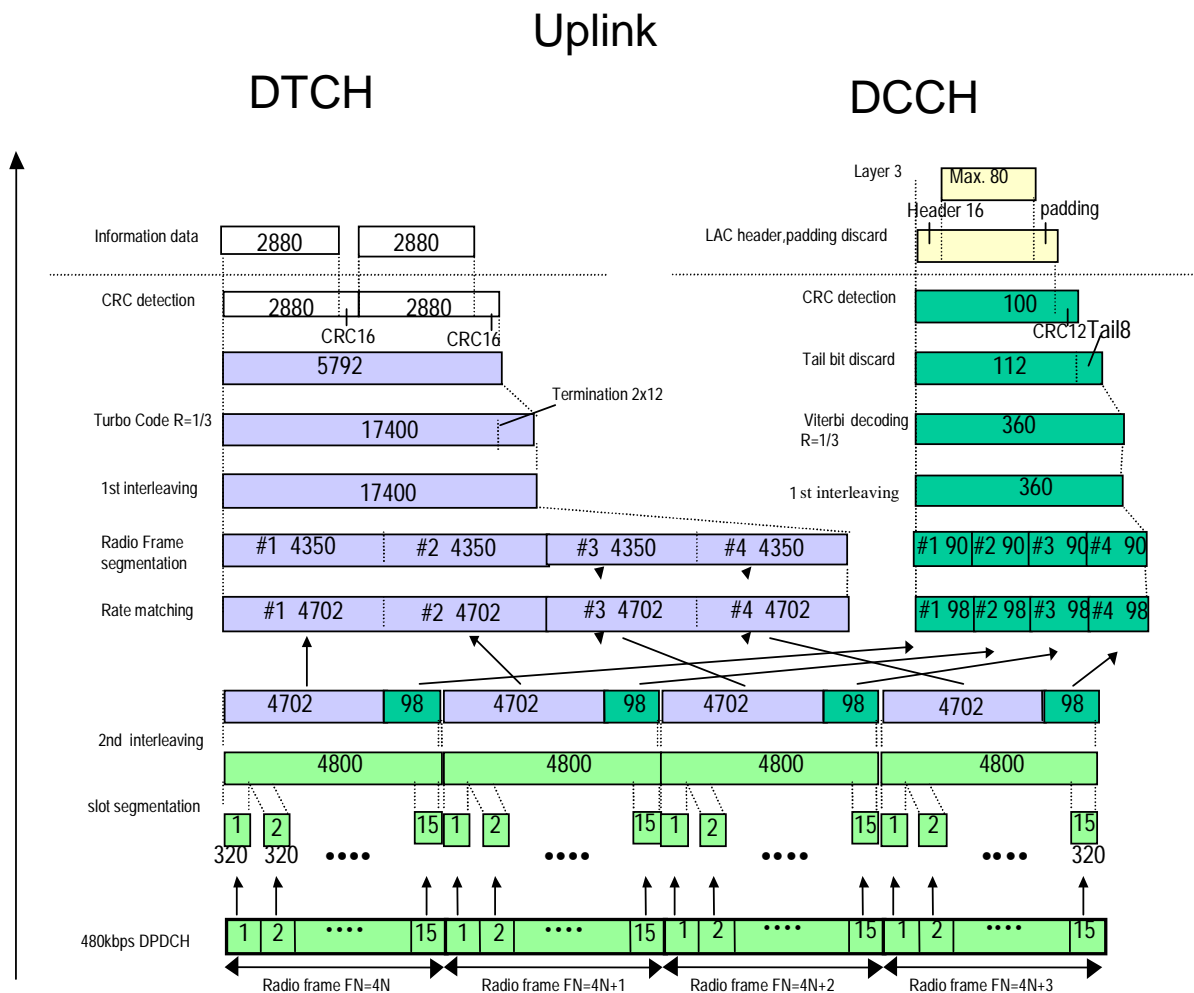 Uplink
DTCH
DCCH
Layer 3
Max. 80
Header 16
padding
Information data
2880
2880
LAC header,padding discard
CRC detection
2880
2880
CRC16
CRC16
CRC detection
100
CRC12
Tail8
5792
Tail bit discard
112
Termination 2x12
Turbo Code R=1/3
17400
Viterbi decoding
R=1/3
360
1st interleaving
17400
1st interleaving
360
Radio Frame
segmentation
#1 4350
#2 4350
#3 4350
#4 4350
#1 90
#2 90
#3 90
#4 90
Rate matching
#1 4702
#2 4702
#3 4702
#4 4702
#1 98
#2 98
#3 98
#4 98
4702
98
4702
98
4702
98
4702
98
2nd interleaving
4800
4800
4800
4800
slot segmentation
1
2
15
1
2
15
1
2
15
1
2
15
320
320
320
480kbps DPDCH
1
2
15
1
2
15
1
2
15
1
2
15
Radio frame FN=4N
Radio frame FN=4N+1
Radio frame FN=4N+2
Radio frame FN=4N+3